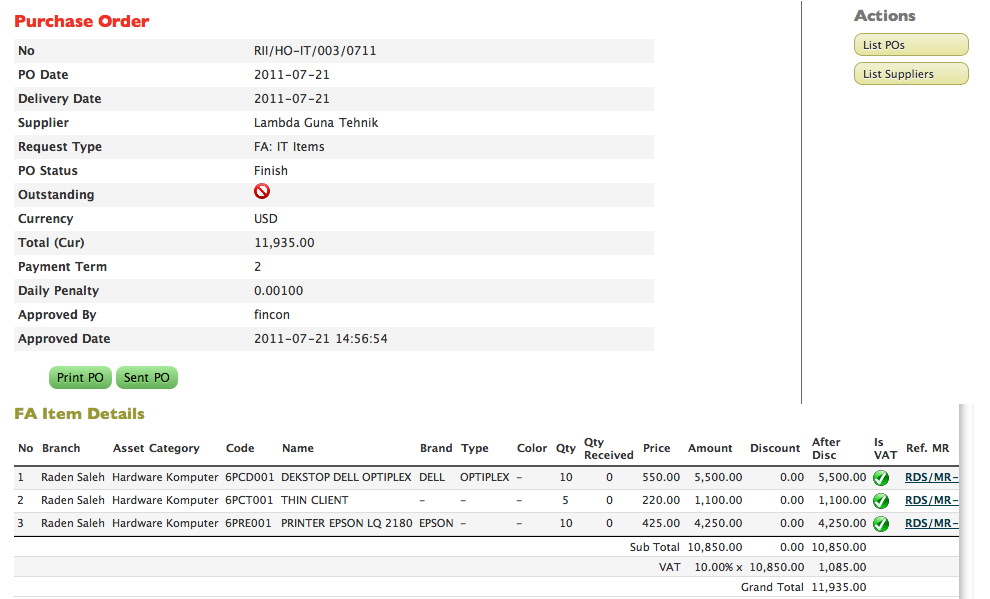 Purchase Order
No RII/HO-IT/003/0711
PO Date 2011-07-21
Delivery Date 2011-07-21
Supplier Lambda Guna Tehnik
Request Type FA: IT Items
PO Status Finish
Outstanding
Currency USD
Total (Cur) 11,935.00
Payment Term 2
Daily Penalty 0.00100
Approved By fincon
Approved Date 2011-07-21 14:56:54
Print PO Sent PO
Actions
List POs
List Suppliers
FA Item Details
No Branch Asset Category Code Name Brand Type Color Qty Qty Received Price Amount Discount After Disc Is VAT Ref. MR
1 Raden Saleh Hardware Komputer 6PCD001 DEKSTOP DELL OPTIPLEX DELL OPTIPLEX - 10 0 550.00 5,500.00 0.00 5,500.00 RDS/MR-
2 Raden Saleh Hardware Komputer 6PCT001 THIN CLIENT - - - 5 0 220.00 1,100.00 0.00 1,100.00 RDS/MR-
3 Raden Saleh Hardware Komputer 6PRE001 PRINTER EPSON LQ 2180 EPSON - - 10 0 425.00 4,250.00 0.00 4,250.00 RDS/MR-
Sub Total 10,850.00 0.00 10,850.00
VAT 10.00% x 10,850.00 1,085.00
Grand Total 11,935.00